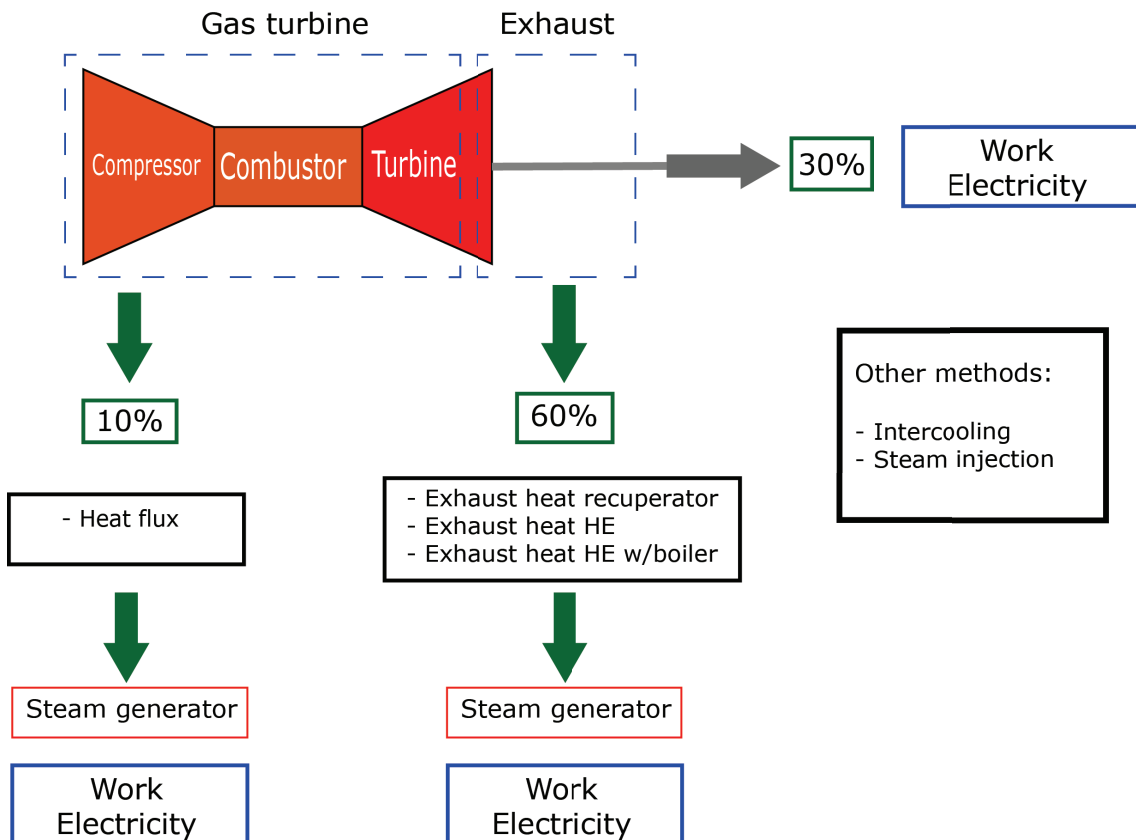 Gas turbine
Exhaust
Compressor
Combustor
Turbine
30%
Work
Electricity
10%
60%
Other methods:
- Intercooling
- Steam injection
- Heat flux
- Exhaust heat recuperator
- Exhaust heat HE
- Exhaust heat HE w/boiler
Steam generator
Steam generator
Work
Electricity
Work
Electricity